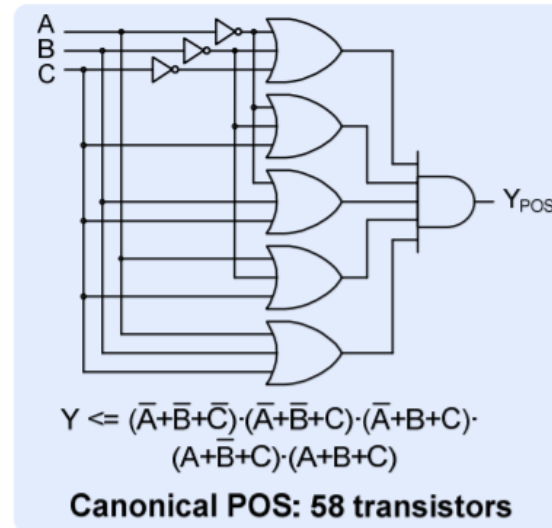 A
B
C
Y_POS
Y <= (A̅+B̅+C̅)·(A̅+B̅+C)·(A̅+B+C)·
(A+B̅+C)·(A+B+C)
Canonical POS: 58 transistors